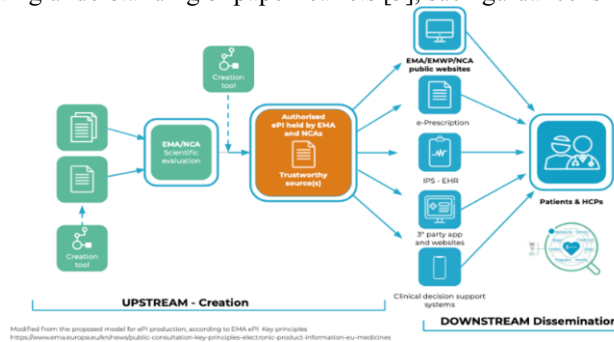 Creation
tool
EMA/NCA
Scientific
evaluation
Creation
tool
Authorised
ePI held by EMA
and NCAs
Trustworthy
source(s)
EMA/EMWP/NCA
public websites
e-Prescription
IPS - EHR
3ª party app
and websites
Clinical decision support
systems
Patients & HCPs
UPSTREAM - Creation
DOWNSTREAM Dissemination
Modified from the proposed model for ePI production, according to EMA ePI Key principles
https://www.ema.europa.eu/en/news/public-consultation-key-principles-electronic-product-information-eu-medicines